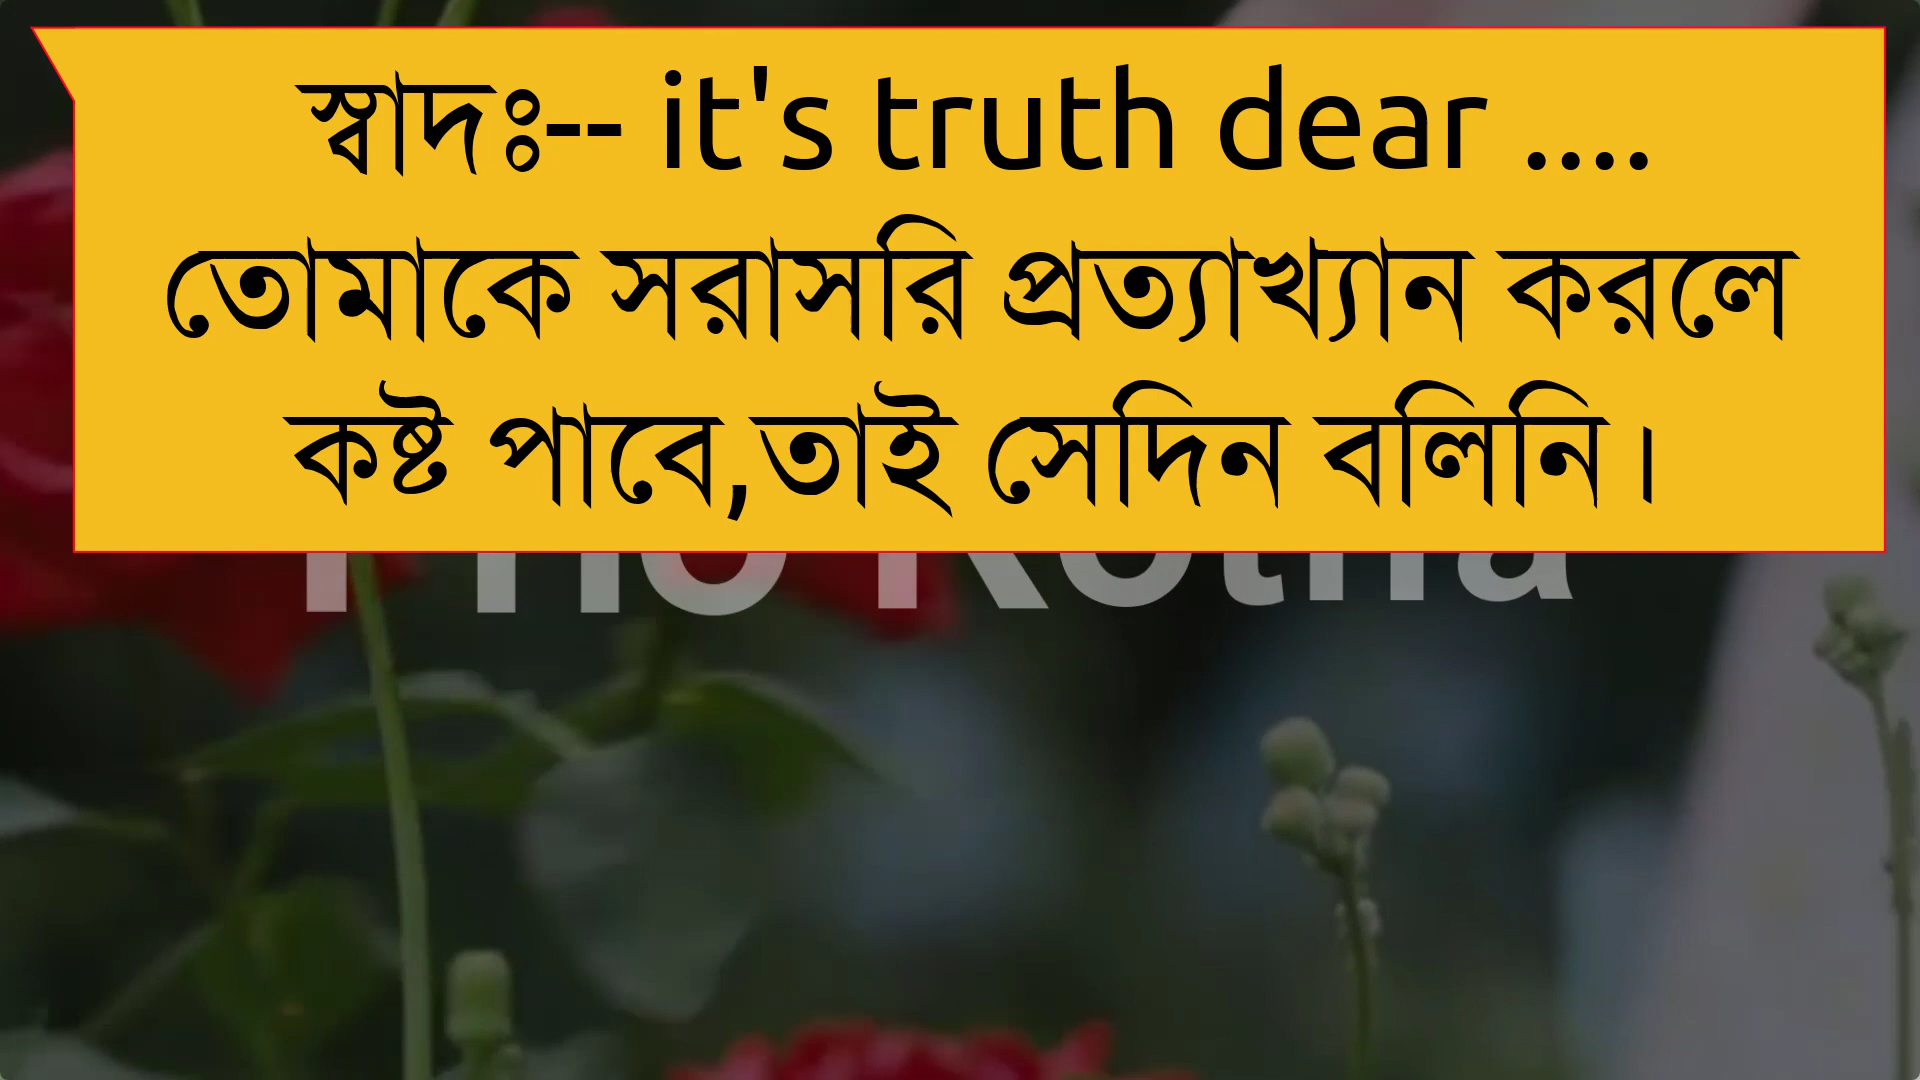 স্বাদঃ-- it's truth dear ....
তোমাকে সরাসরি প্রত্যাখ্যান করলে
কষ্ট পাবে,তাই সেদিন বলিনি।